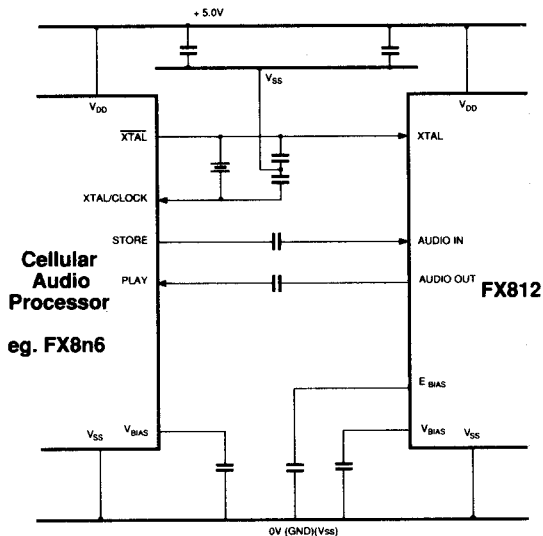 + 5.0V
VSS
VDD
VDD
XTAL
XTAL
XTAL/CLOCK
STORE
AUDIO IN
Cellular
Audio
Processor
PLAY
AUDIO OUT
FX812
eg. FX8n6
E BIAS
VSS
VBIAS
VBIAS
VSS
0V (GND)(Vss)